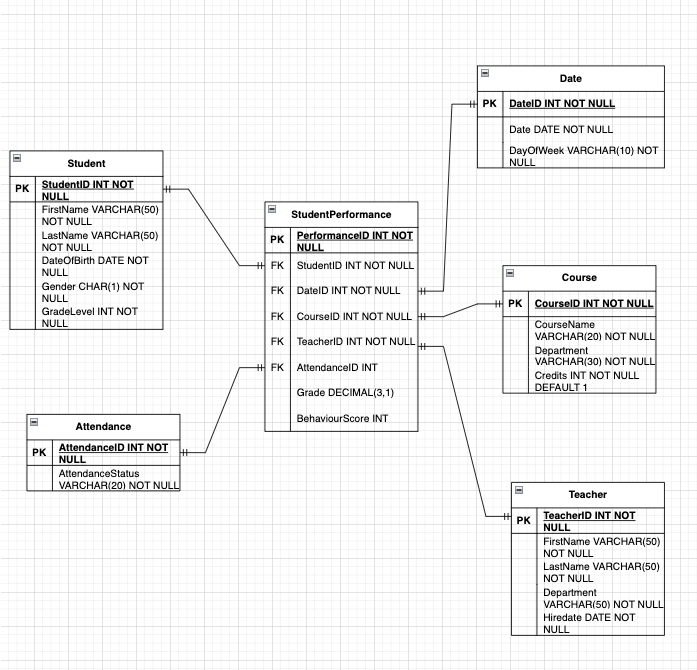 Date
PK DateID INT NOT NULL
Date DATE NOT NULL
DayOfWeek VARCHAR(10) NOT
NULL
Student
PK StudentID INT NOT
NULL
FirstName VARCHAR(50)
NOT NULL
LastName VARCHAR(50)
NOT NULL
DateOfBirth DATE NOT
NULL
Gender CHAR(1) NOT
NULL
GradeLevel INT NOT
NULL
StudentPerformance
PK PerformanceID INT NOT
NULL
FK StudentID INT NOT NULL
FK DateID INT NOT NULL
FK CourseID INT NOT NULL
FK TeacherID INT NOT NULL
FK AttendanceID INT
Grade DECIMAL(3,1)
BehaviourScore INT
Course
PK CourseID INT NOT NULL
CourseName
VARCHAR(20) NOT NULL
Department
VARCHAR(30) NOT NULL
Credits INT NOT NULL
DEFAULT 1
Attendance
PK AttendanceID INT NOT
NULL
AttendanceStatus
VARCHAR(20) NOT NULL
Teacher
PK TeacherID INT NOT
NULL
FirstName VARCHAR(50)
NOT NULL
LastName VARCHAR(50)
NOT NULL
Department
VARCHAR(50) NOT NULL
Hiredate DATE NOT
NULL